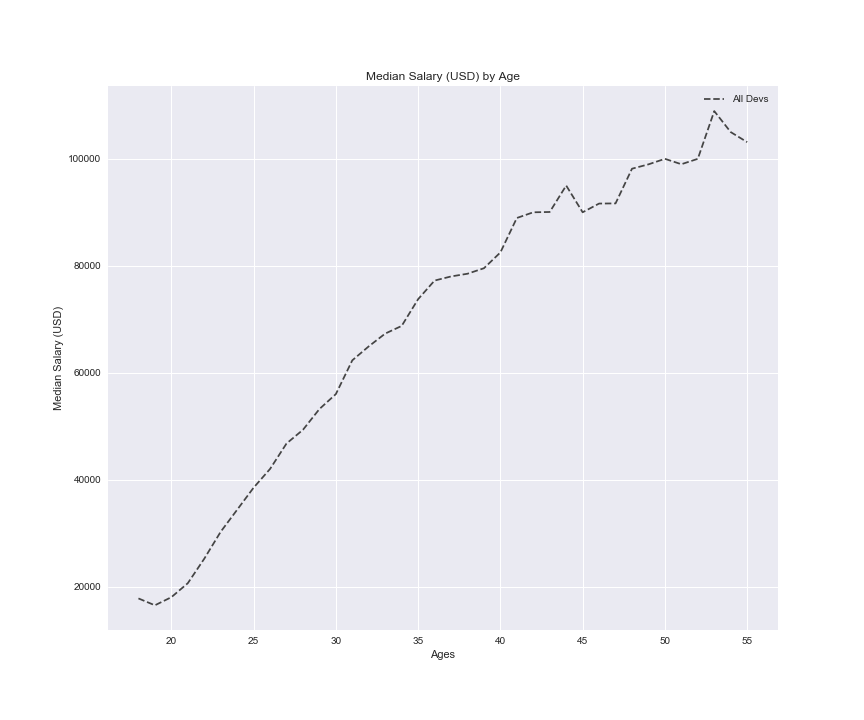 Median Salary (USD) by Age
All Devs
100000
80000
60000
40000
20000
Median Salary (USD)
20 25 30 35 40 45 50 55
Ages